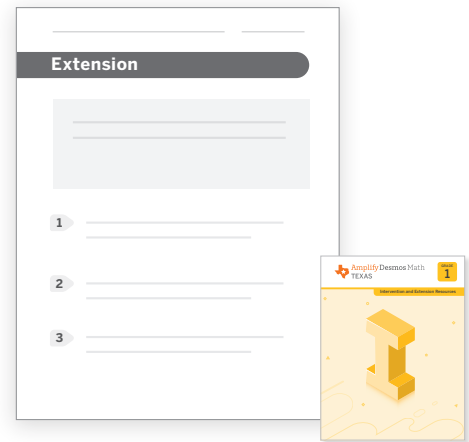 Extension
1
2
3
Amplify Desmos Math
TEXAS
GRADE
1
Intervention and Extension Resources